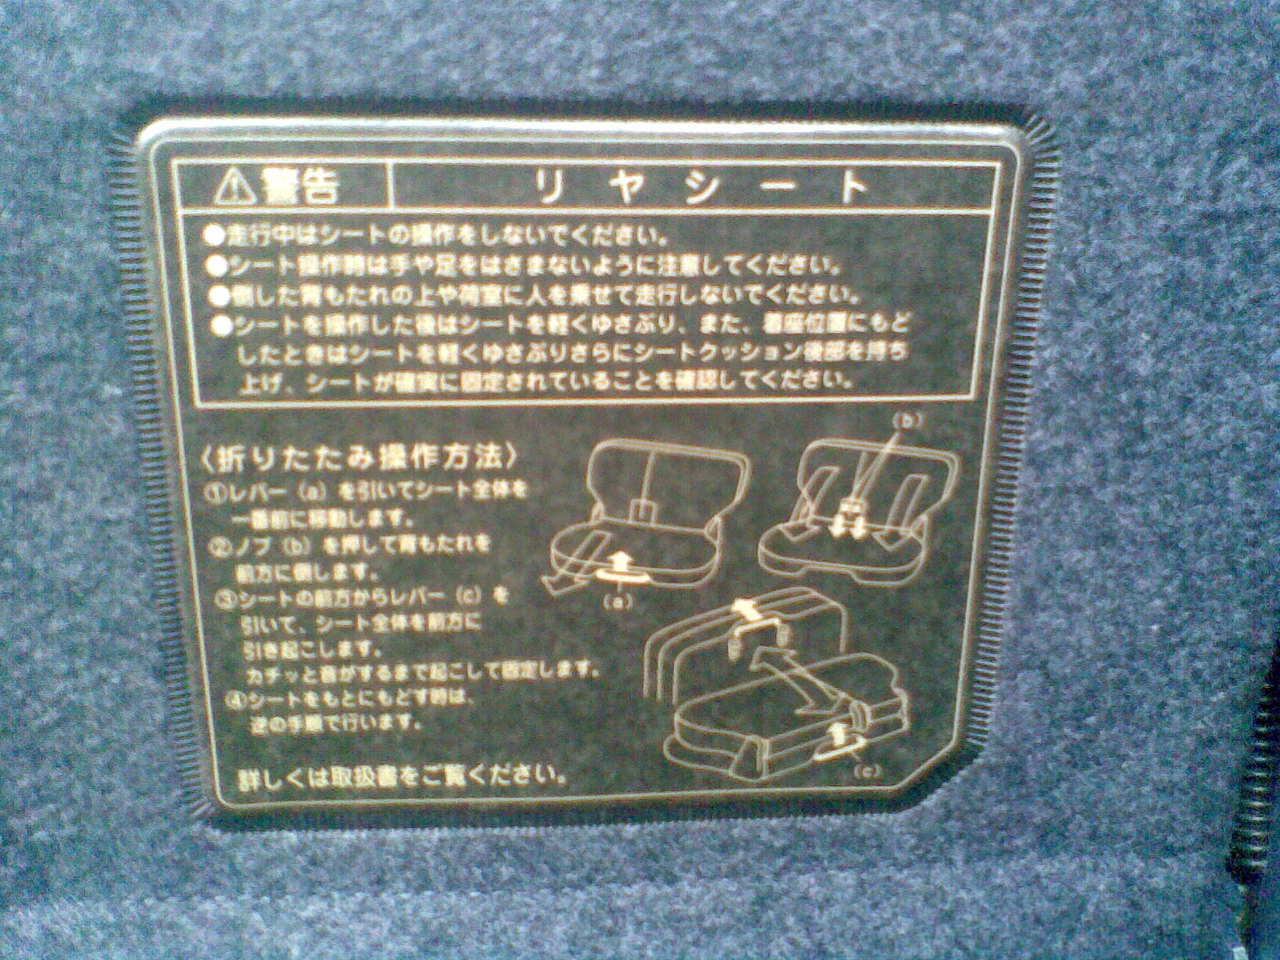 ⚠警告 リヤシート
●走行中はシートの操作をしないでください。
●シート操作時は手や足をはさまないように注意してください。
●倒した背もたれの上や荷室に人を乗せて走行しないでください。
●シートを操作した後はシートを軽くゆさぶり、また、着座位置にもど
したときはシートを軽くゆさぶりさらにシートクッション後部を持ち
上げ、シートが確実に固定されていることを確認してください。
〈折りたたみ操作方法〉
①レバー(a)を引いてシート全体を
一番前に移動します。
②ノブ(b)を押して背もたれを
前方に倒します。
③シートの前方からレバー(c)を
引いて、シート全体を前方に
引き起こします。
カチッと音がするまで起こして固定します。
④シートをもとにもどす時は、
逆の手順で行います。
詳しくは取扱書をご覧ください。
(b)
(a)
(c)